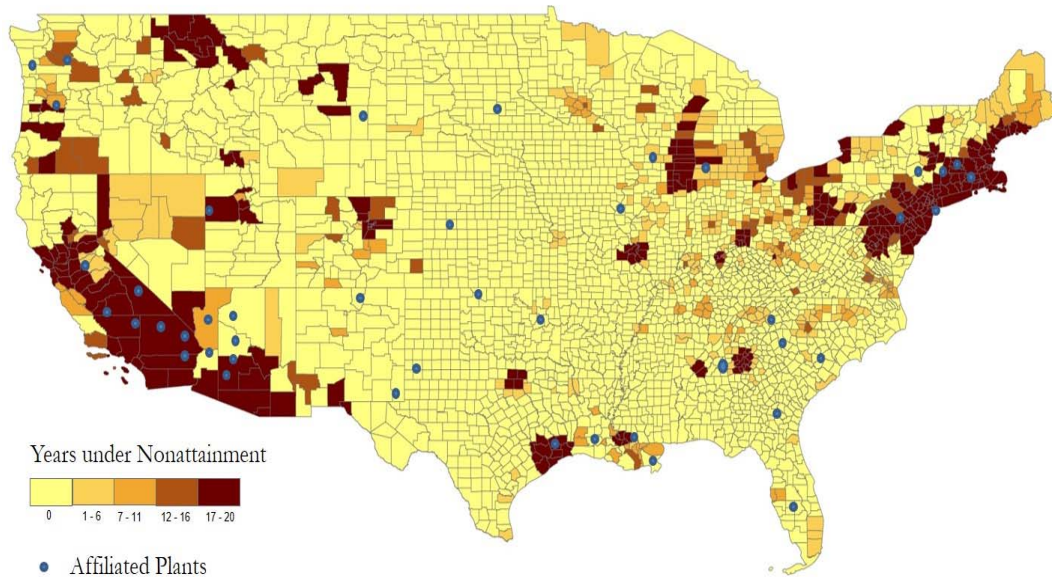 Years under Nonattainment
0 1 - 6 7 - 11 12 - 16 17 - 20
Affiliated Plants